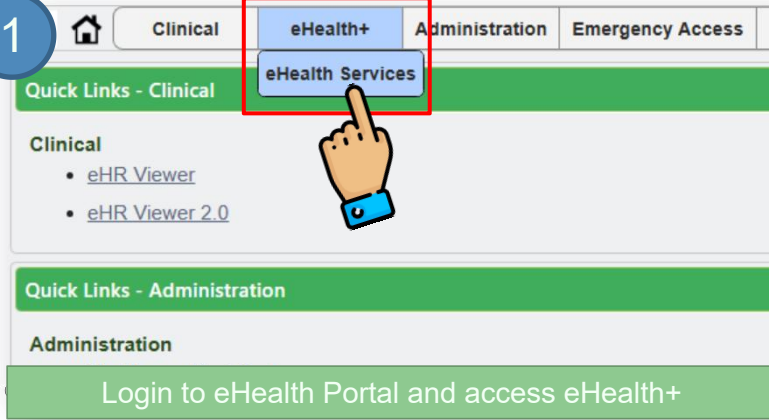 1
Clinical eHealth+ Administration Emergency Access
eHealth Services
Quick Links - Clinical
Clinical
• eHR Viewer
• eHR Viewer 2.0
Quick Links - Administration
Administration
Login to eHealth Portal and access eHealth+